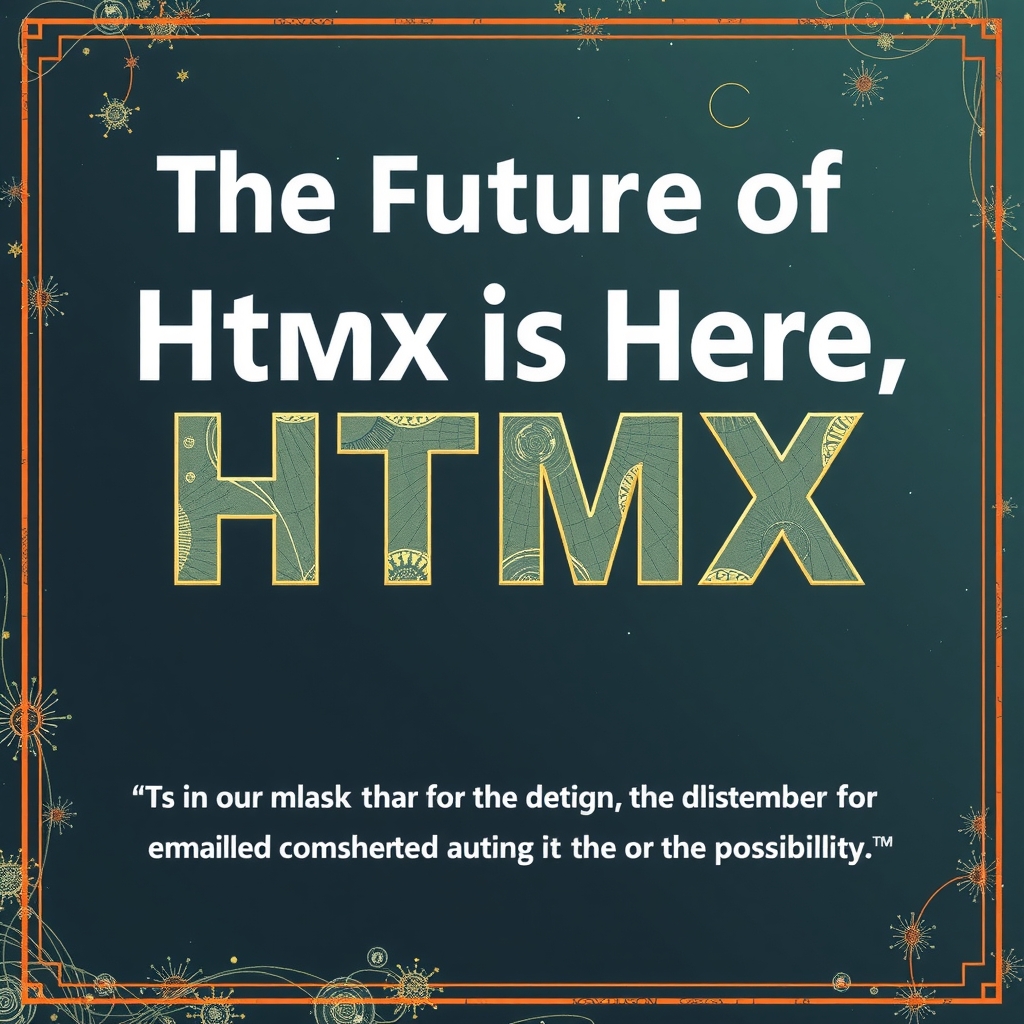 The Future of
Htmx is Here,
HTMX
“Ts in our mlask thar for the detign, the dlistember for
emailled comsherted auting it the or the possibillity.™